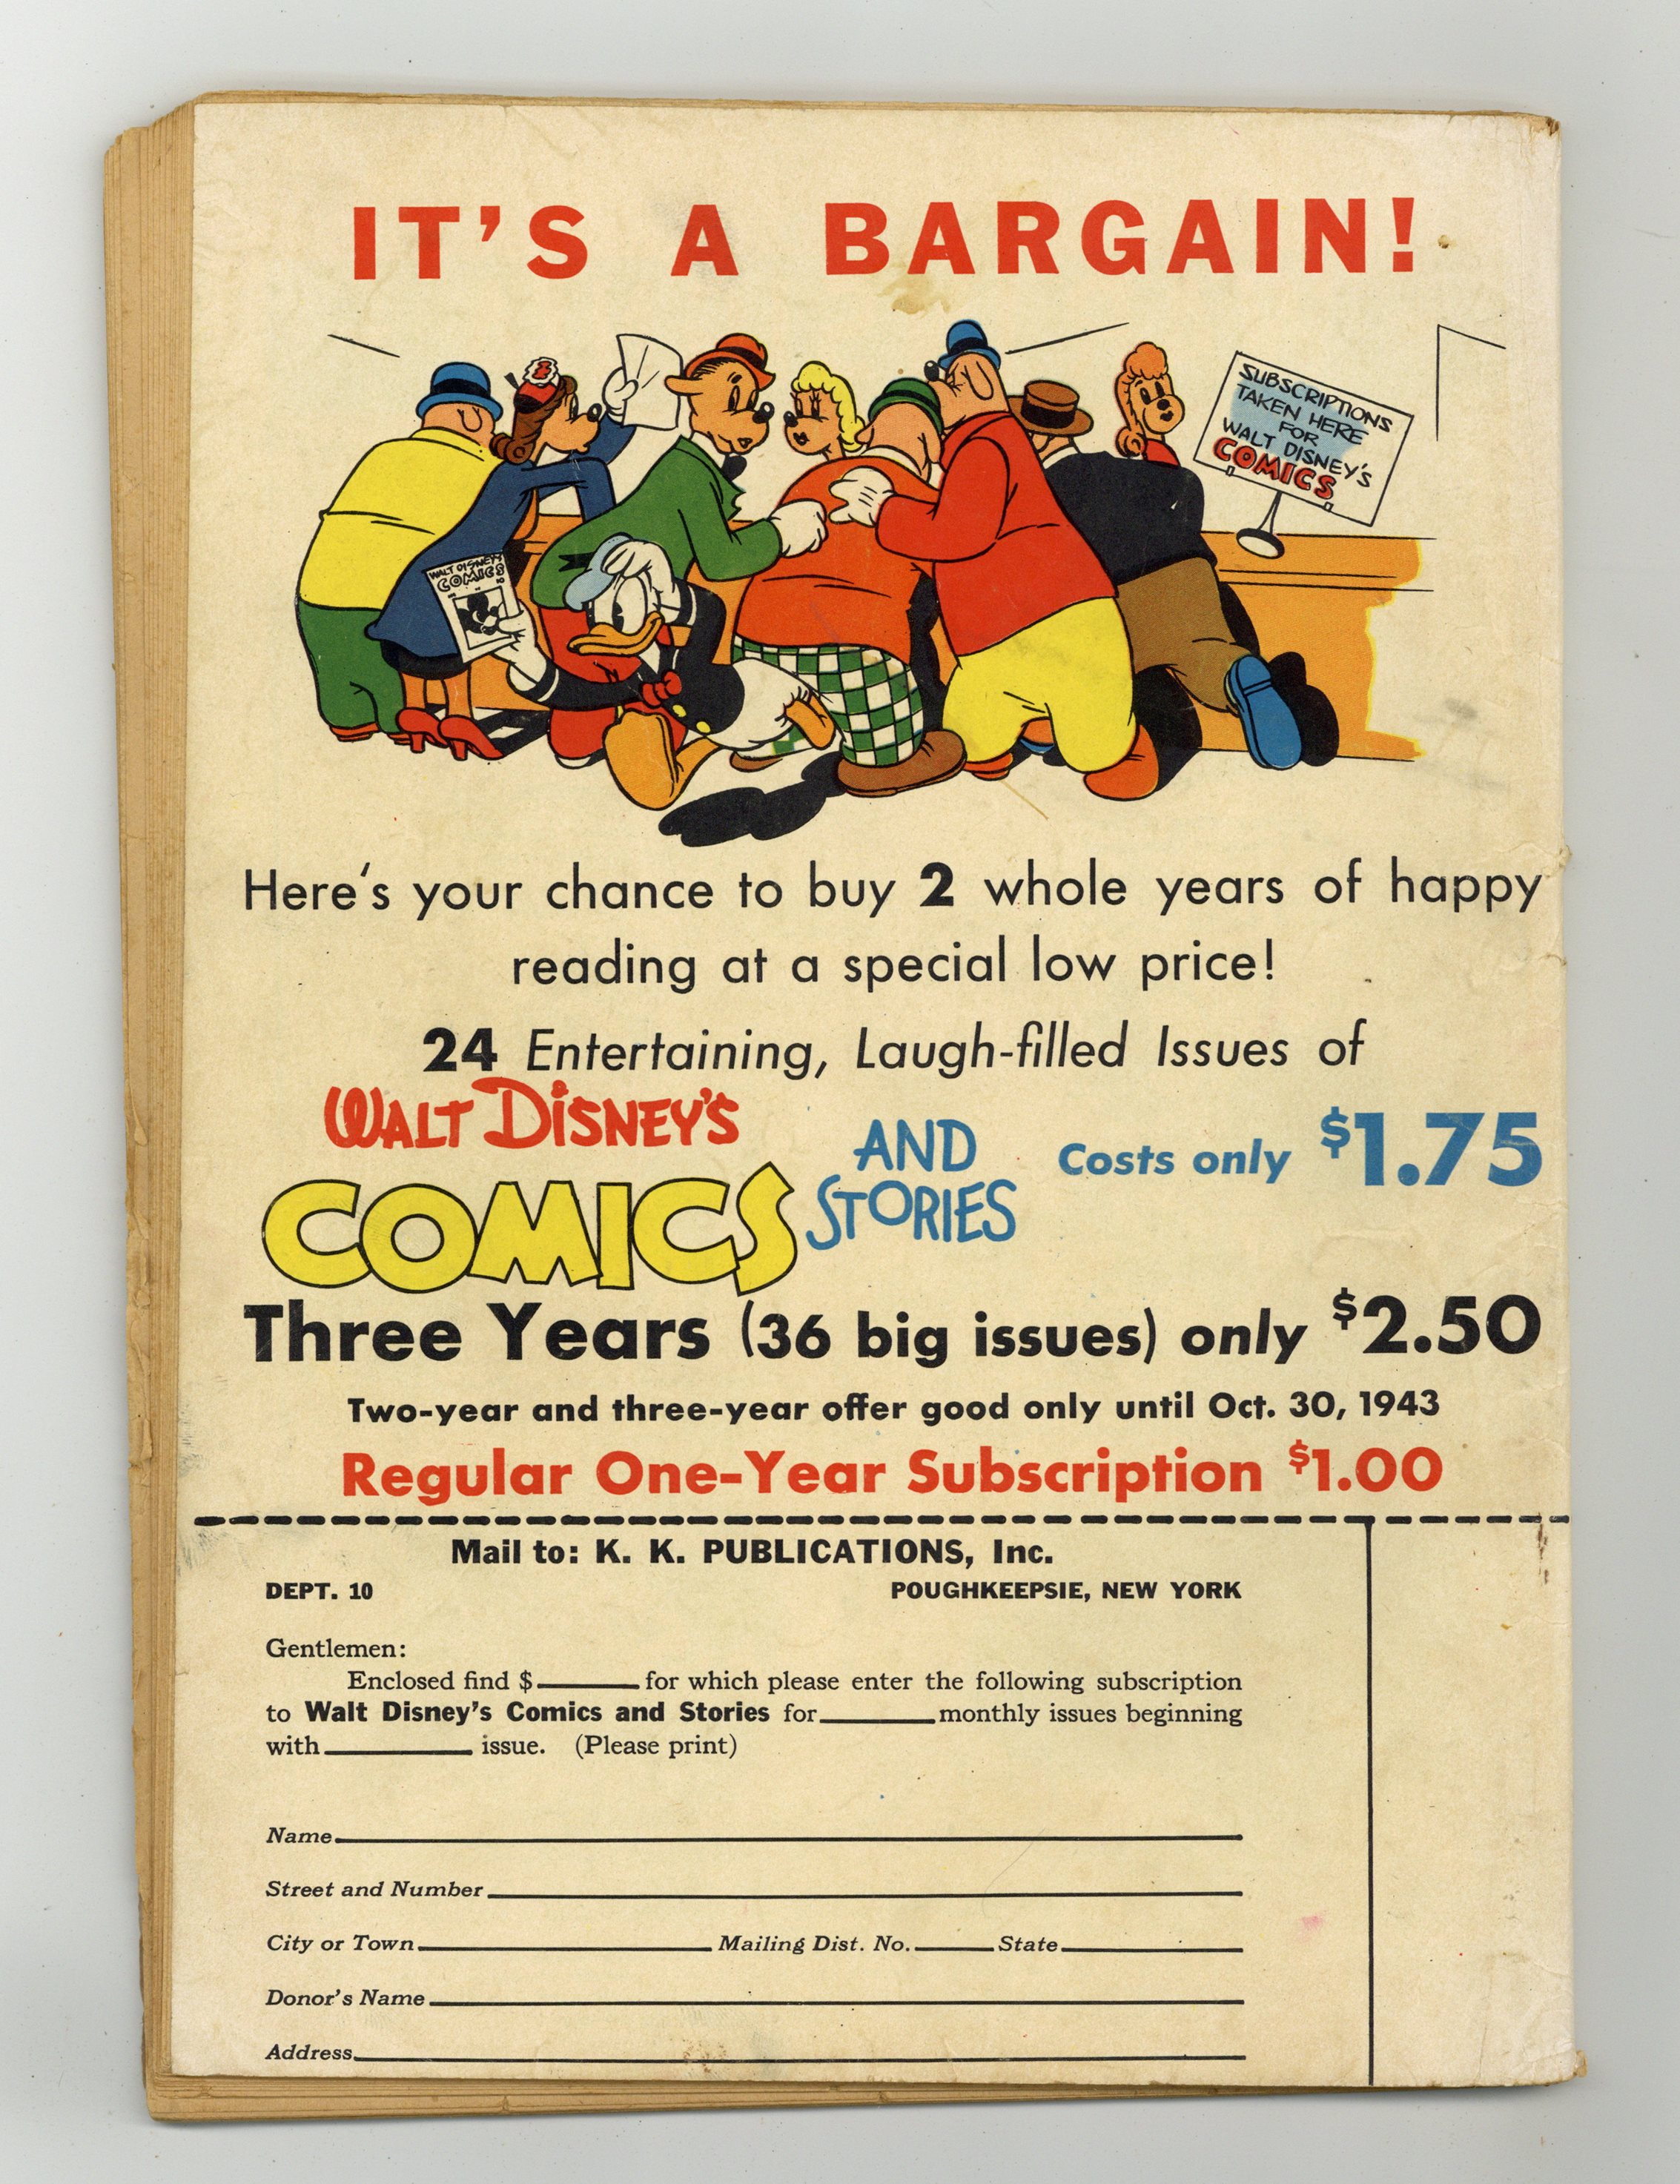 IT'S A BARGAIN!
SUBSCRIPTIONS
TAKEN HERE
FOR
WALT DISNEY'S
COMICS
WALT DISNEY'S
COMICS
Here's your chance to buy 2 whole years of happy
reading at a special low price!
24 Entertaining, Laugh-filled Issues of
WALT DISNEY'S
COMICS AND STORIES Costs only $1.75
Three Years (36 big issues) only $2.50
Two-year and three-year offer good only until Oct. 30, 1943
Regular One-Year Subscription $1.00
Mail to: K. K. PUBLICATIONS, Inc.
DEPT. 10 POUGHKEEPSIE, NEW YORK
Gentlemen:
Enclosed find $ for which please enter the following subscription
to Walt Disney's Comics and Stories for monthly issues beginning
with issue. (Please print)
Name
Street and Number
City or Town Mailing Dist. No. State
Donor's Name
Address